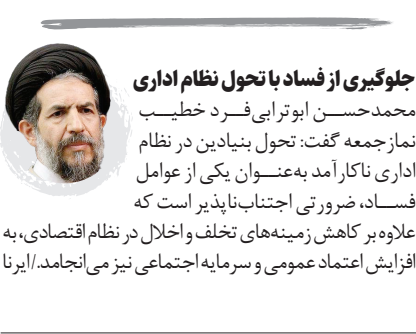 جلوگیری از فساد با تحول نظام اداری
محمدحسن ابوترابی‌فرد خطیب
نماز جمعه گفت: تحول بنیادین در نظام
اداری ناکارآمد به‌عنوان یکی از عوامل
فساد، ضرورتی اجتناب‌ناپذیر است که
علاوه بر کاهش زمینه‌های تخلف و اخلال در نظام اقتصادی، به
افزایش اعتماد عمومی و سرمایه اجتماعی نیز می‌انجامد./ایرنا